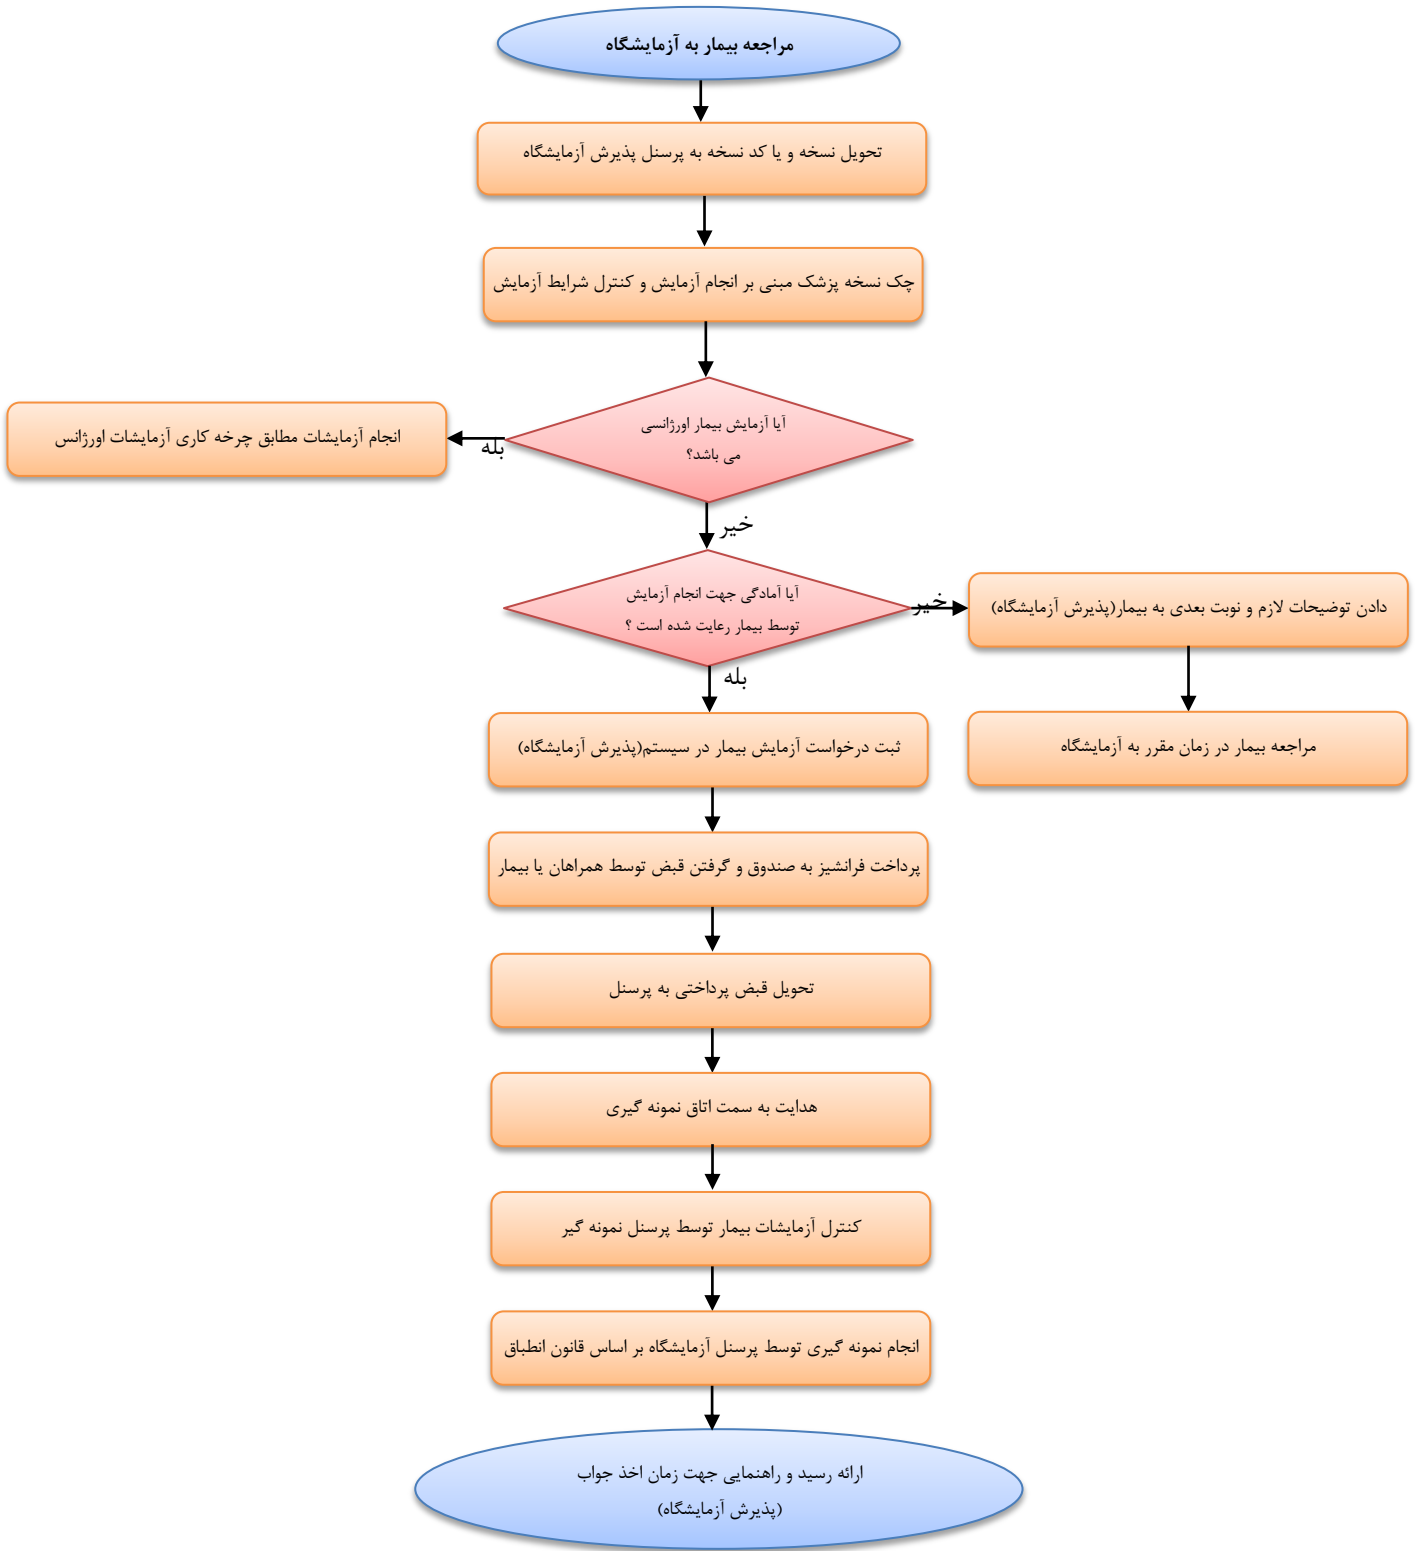 مراجعه بیمار به آزمایشگاه
تحویل نسخه و یا کد نسخه به پرسنل پذیرش آزمایشگاه
چک نسخه پزشک مبنی بر انجام آزمایش و کنترل شرایط آزمایش
آیا آزمایش بیمار اورژانسی
می باشد؟
بله
انجام آزمایشات مطابق چرخه کاری آزمایشات اورژانس
خیر
آیا آمادگی جهت انجام آزمایش
توسط بیمار رعایت شده است ؟
خیر
دادن توضیحات لازم و نوبت بعدی به بیمار(پذیرش آزمایشگاه)
مراجعه بیمار در زمان مقرر به آزمایشگاه
بله
ثبت درخواست آزمایش بیمار در سیستم(پذیرش آزمایشگاه)
پرداخت فرانشیز به صندوق و گرفتن قبض توسط همراهان یا بیمار
تحویل قبض پرداختی به پرسنل
هدایت به سمت اتاق نمونه گیری
کنترل آزمایشات بیمار توسط پرسنل نمونه گیر
انجام نمونه گیری توسط پرسنل آزمایشگاه بر اساس قانون انطباق
ارائه رسید و راهنمایی جهت زمان اخذ جواب
(پذیرش آزمایشگاه)